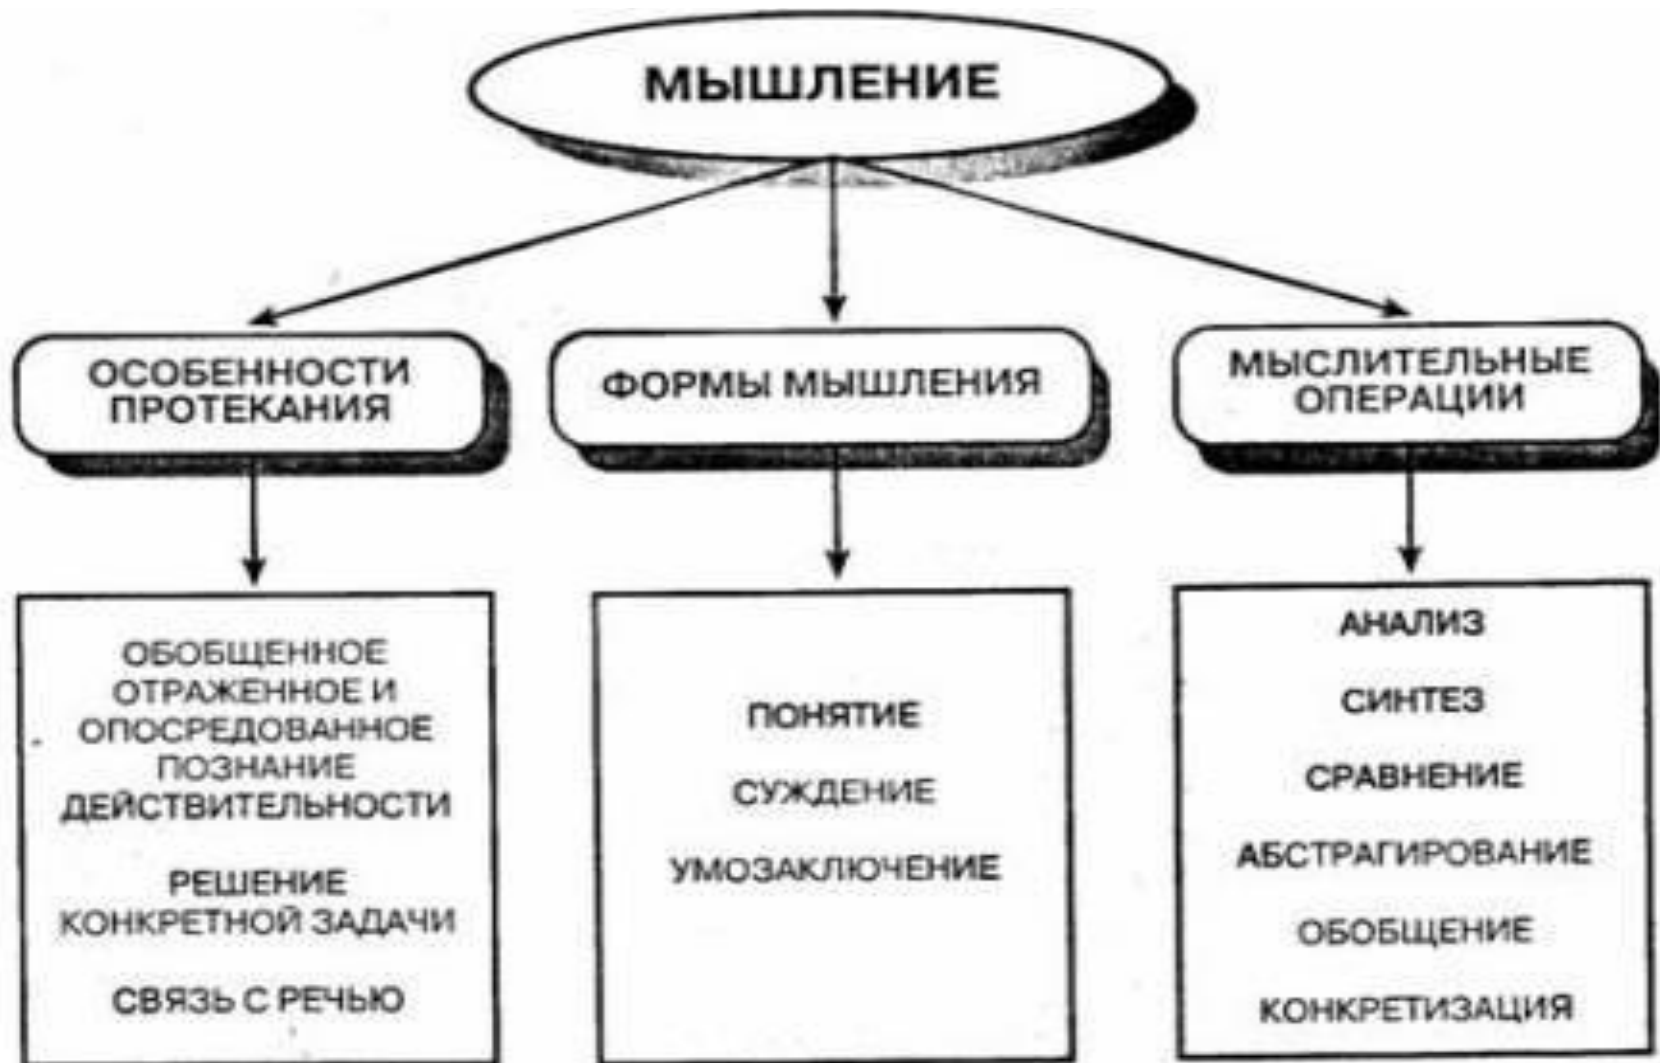 МЫШЛЕНИЕ
ОСОБЕННОСТИ
ПРОТЕКАНИЯ
ФОРМЫ МЫШЛЕНИЯ
МЫСЛИТЕЛЬНЫЕ
ОПЕРАЦИИ
ОБОБЩЕННОЕ
ОТРАЖЕННОЕ И
ОПОСРЕДОВАННОЕ
ПОЗНАНИЕ
ДЕЙСТВИТЕЛЬНОСТИ
РЕШЕНИЕ
КОНКРЕТНОЙ ЗАДАЧИ
СВЯЗЬ С РЕЧЬЮ
ПОНЯТИЕ
СУЖДЕНИЕ
УМОЗАКЛЮЧЕНИЕ
АНАЛИЗ
СИНТЕЗ
СРАВНЕНИЕ
АБСТРАГИРОВАНИЕ
ОБОБЩЕНИЕ
КОНКРЕТИЗАЦИЯ